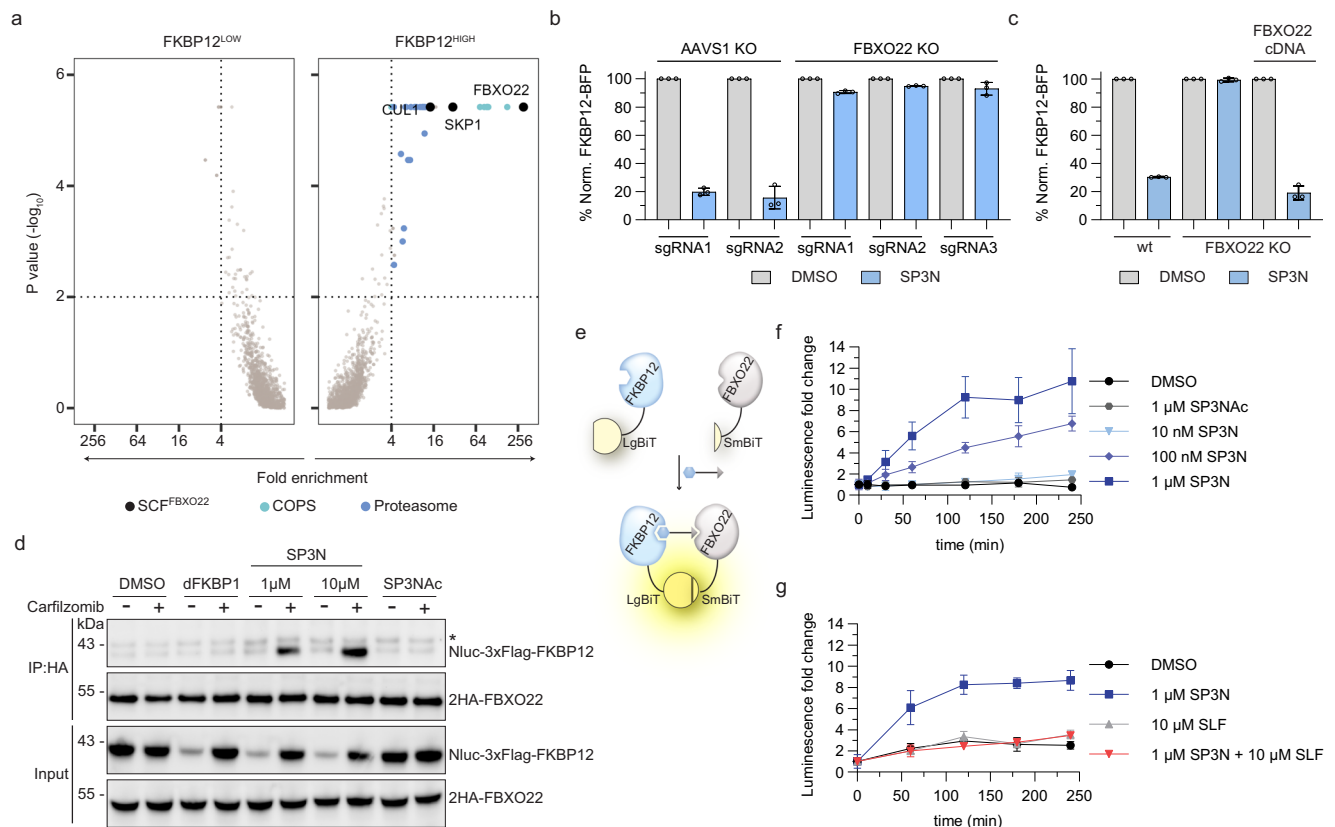 a
FKBP12LOW
FKBP12HIGH
FBXO22
CUL1
SKP1
P value (-log10)
6
4
2
0
256 64 16 4
4 16 64 256
Fold enrichment
SCFFBXO22
COPS
Proteasome
b
AAVS1 KO
FBXO22 KO
% Norm. FKBP12-BFP
100
80
60
40
20
0
sgRNA1 sgRNA2 sgRNA1 sgRNA2 sgRNA3
DMSO
SP3N
c
FBXO22
cDNA
% Norm. FKBP12-BFP
100
80
60
40
20
0
wt
FBXO22 KO
DMSO
SP3N
d
SP3N
DMSO dFKBP1 1µM 10µM SP3NAc
Carfilzomib - + - + - + - + - +
kDa
IP:HA
43 -
*
Nluc-3xFlag-FKBP12
55 -
2HA-FBXO22
Input
43 -
Nluc-3xFlag-FKBP12
55 -
2HA-FBXO22
e
FKBP12
FBXO22
LgBiT
SmBiT
FKBP12
FBXO22
LgBiT
SmBiT
f
Luminescence fold change
14
12
10
8
6
4
2
0
0 50 100 150 200 250
time (min)
DMSO
1 µM SP3NAc
10 nM SP3N
100 nM SP3N
1 µM SP3N
g
Luminescence fold change
14
12
10
8
6
4
2
0
0 50 100 150 200 250
time (min)
DMSO
1 µM SP3N
10 µM SLF
1 µM SP3N + 10 µM SLF